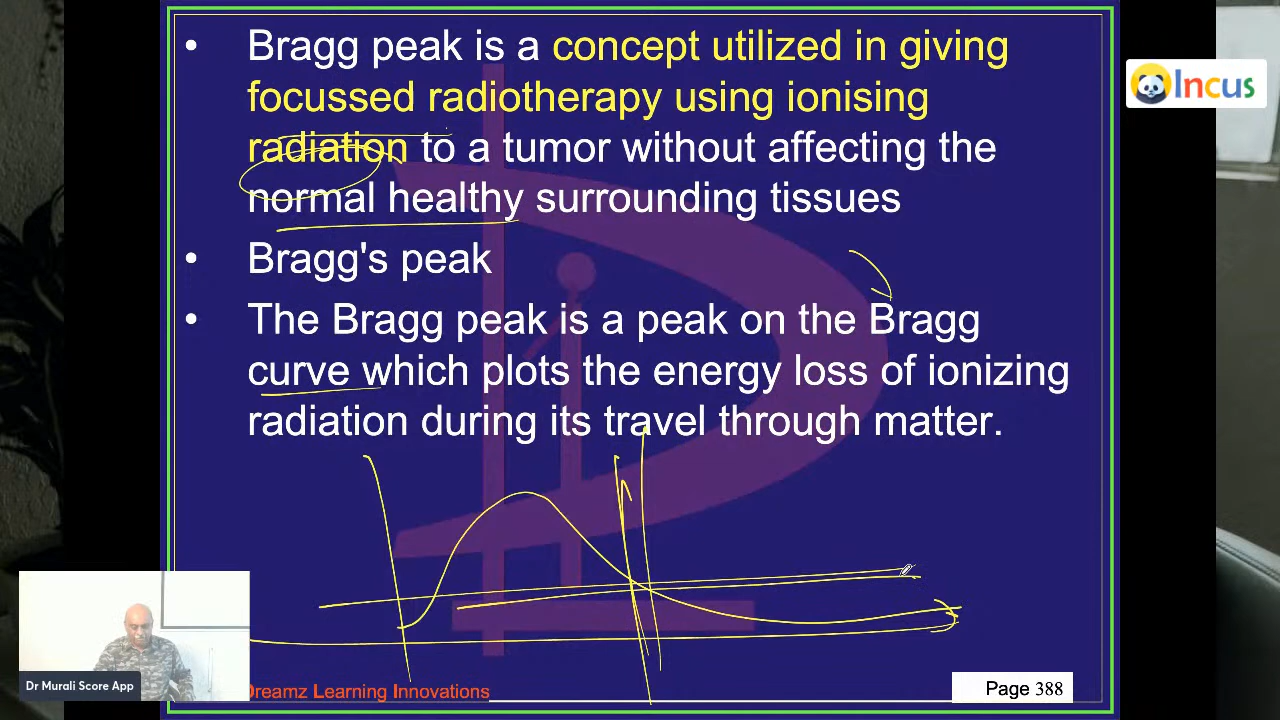 • Bragg peak is a concept utilized in giving
focussed radiotherapy using ionising
radiation to a tumor without affecting the
normal healthy surrounding tissues
• Bragg's peak
• The Bragg peak is a peak on the Bragg
curve which plots the energy loss of ionizing
radiation during its travel through matter.
Incus
Dr Murali Score App
Dreamz Learning Innovations
Page 388